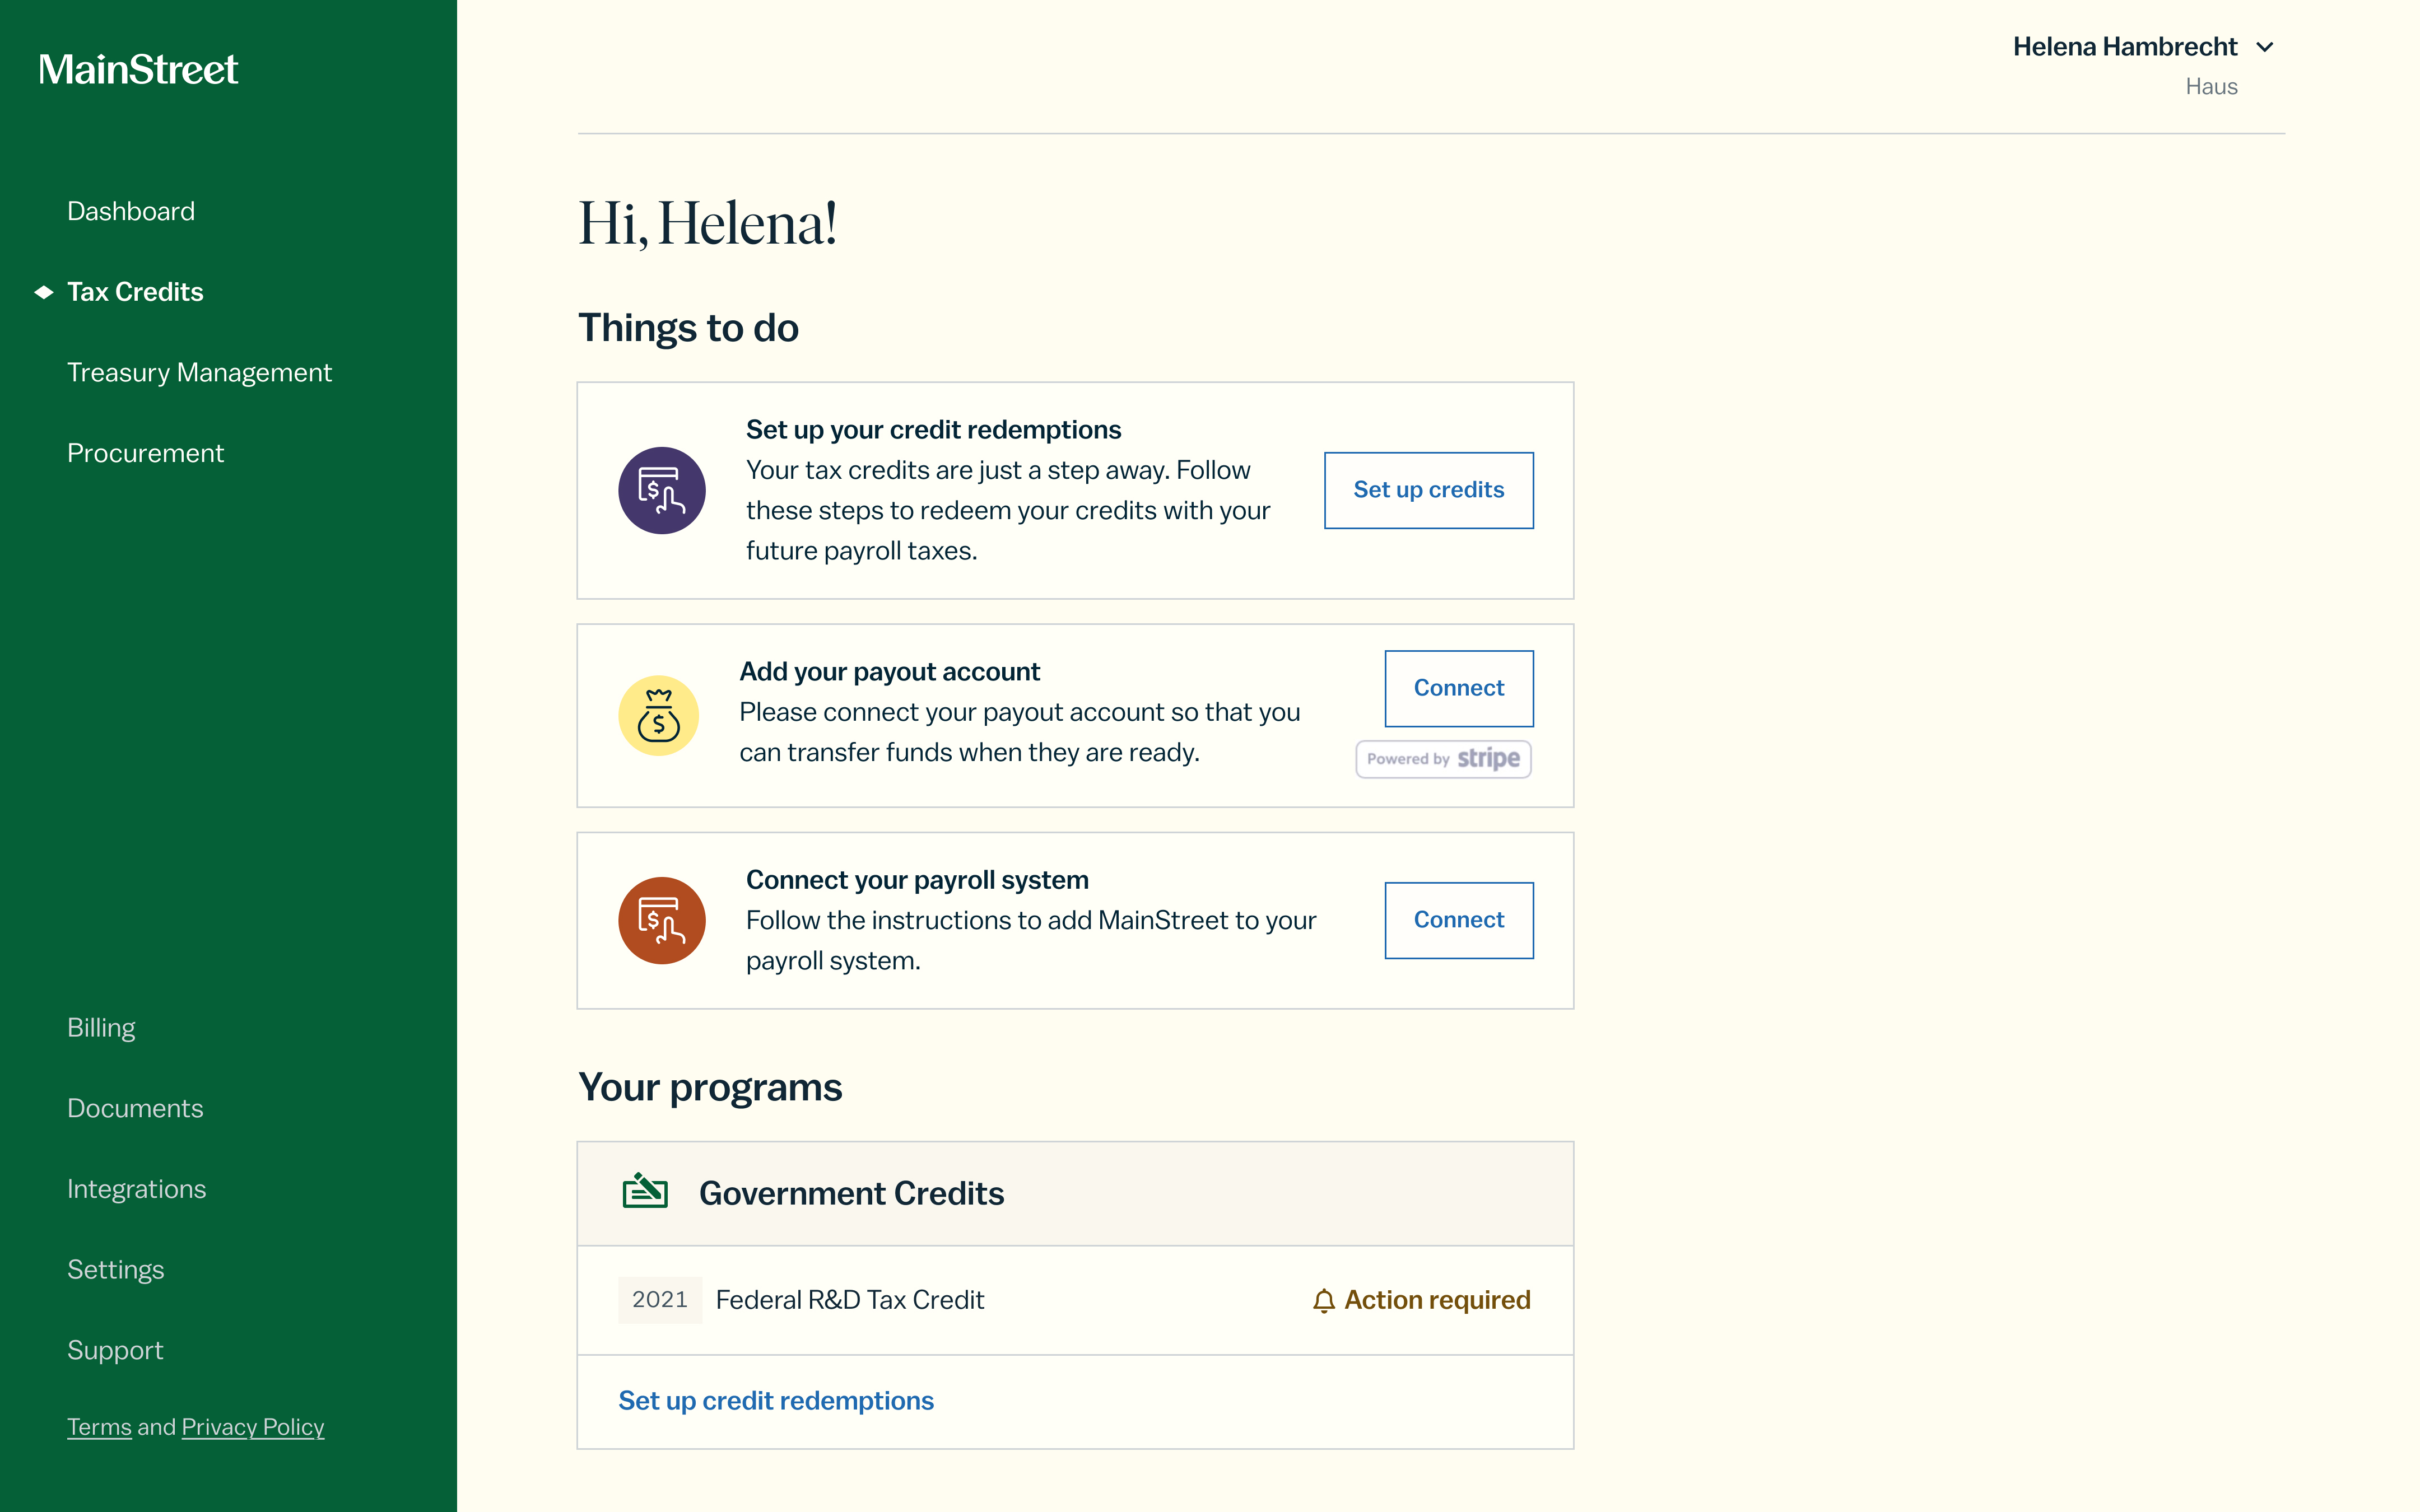 MainStreet
Dashboard
Tax Credits
Treasury Management
Procurement
Billing
Documents
Integrations
Settings
Support
Terms and Privacy Policy
Helena Hambrecht
Haus
Hi, Helena!
Things to do
Set up your credit redemptions
Your tax credits are just a step away. Follow
these steps to redeem your credits with your
future payroll taxes.
Set up credits
Add your payout account
Please connect your payout account so that you
can transfer funds when they are ready.
Connect
Powered by stripe
Connect your payroll system
Follow the instructions to add MainStreet to your
payroll system.
Connect
Your programs
Government Credits
2021 Federal R&D Tax Credit
Action required
Set up credit redemptions